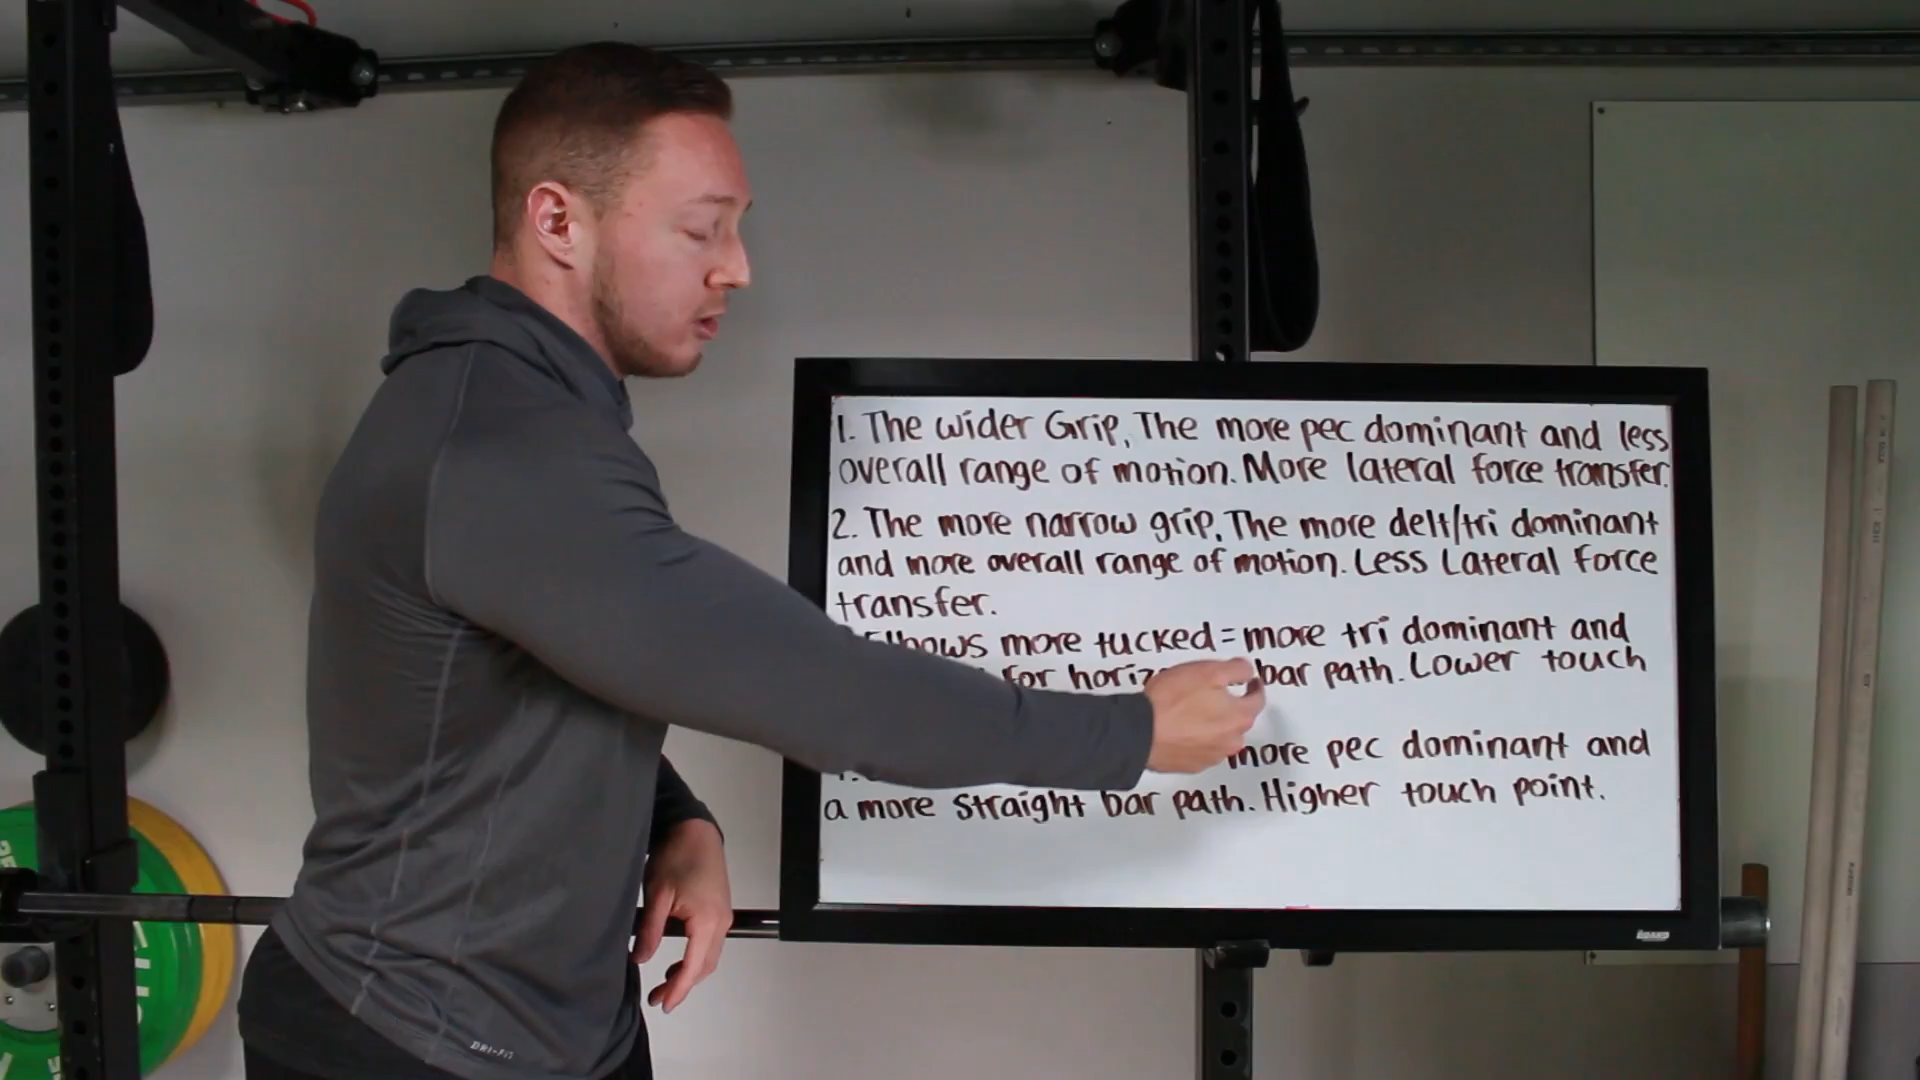 1. The wider Grip, The more pec dominant and less
overall range of motion. More lateral force transfer.
2. The more narrow grip, The more delt/tri dominant
and more overall range of motion. Less Lateral Force
transfer.
Elbows more tucked = more tri dominant and
for bar path. Lower touch
more pec dominant and
a more straight bar path. Higher touch point.
DRI-FIT